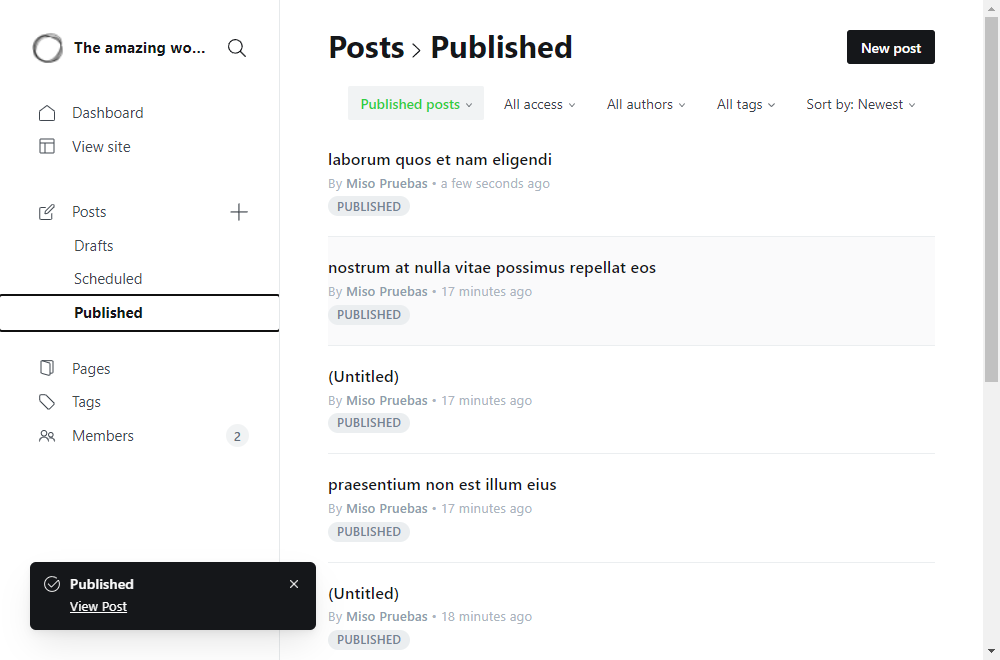 The amazing wo...
Dashboard
View site
Posts
Drafts
Scheduled
Published
Pages
Tags
Members 2
Published
View Post
Posts › Published
New post
Published posts All access All authors All tags Sort by: Newest
laborum quos et nam eligendi
By Miso Pruebas • a few seconds ago
PUBLISHED
nostrum at nulla vitae possimus repellat eos
By Miso Pruebas • 17 minutes ago
PUBLISHED
(Untitled)
By Miso Pruebas • 17 minutes ago
PUBLISHED
praesentium non est illum eius
By Miso Pruebas • 17 minutes ago
PUBLISHED
(Untitled)
By Miso Pruebas • 18 minutes ago
PUBLISHED